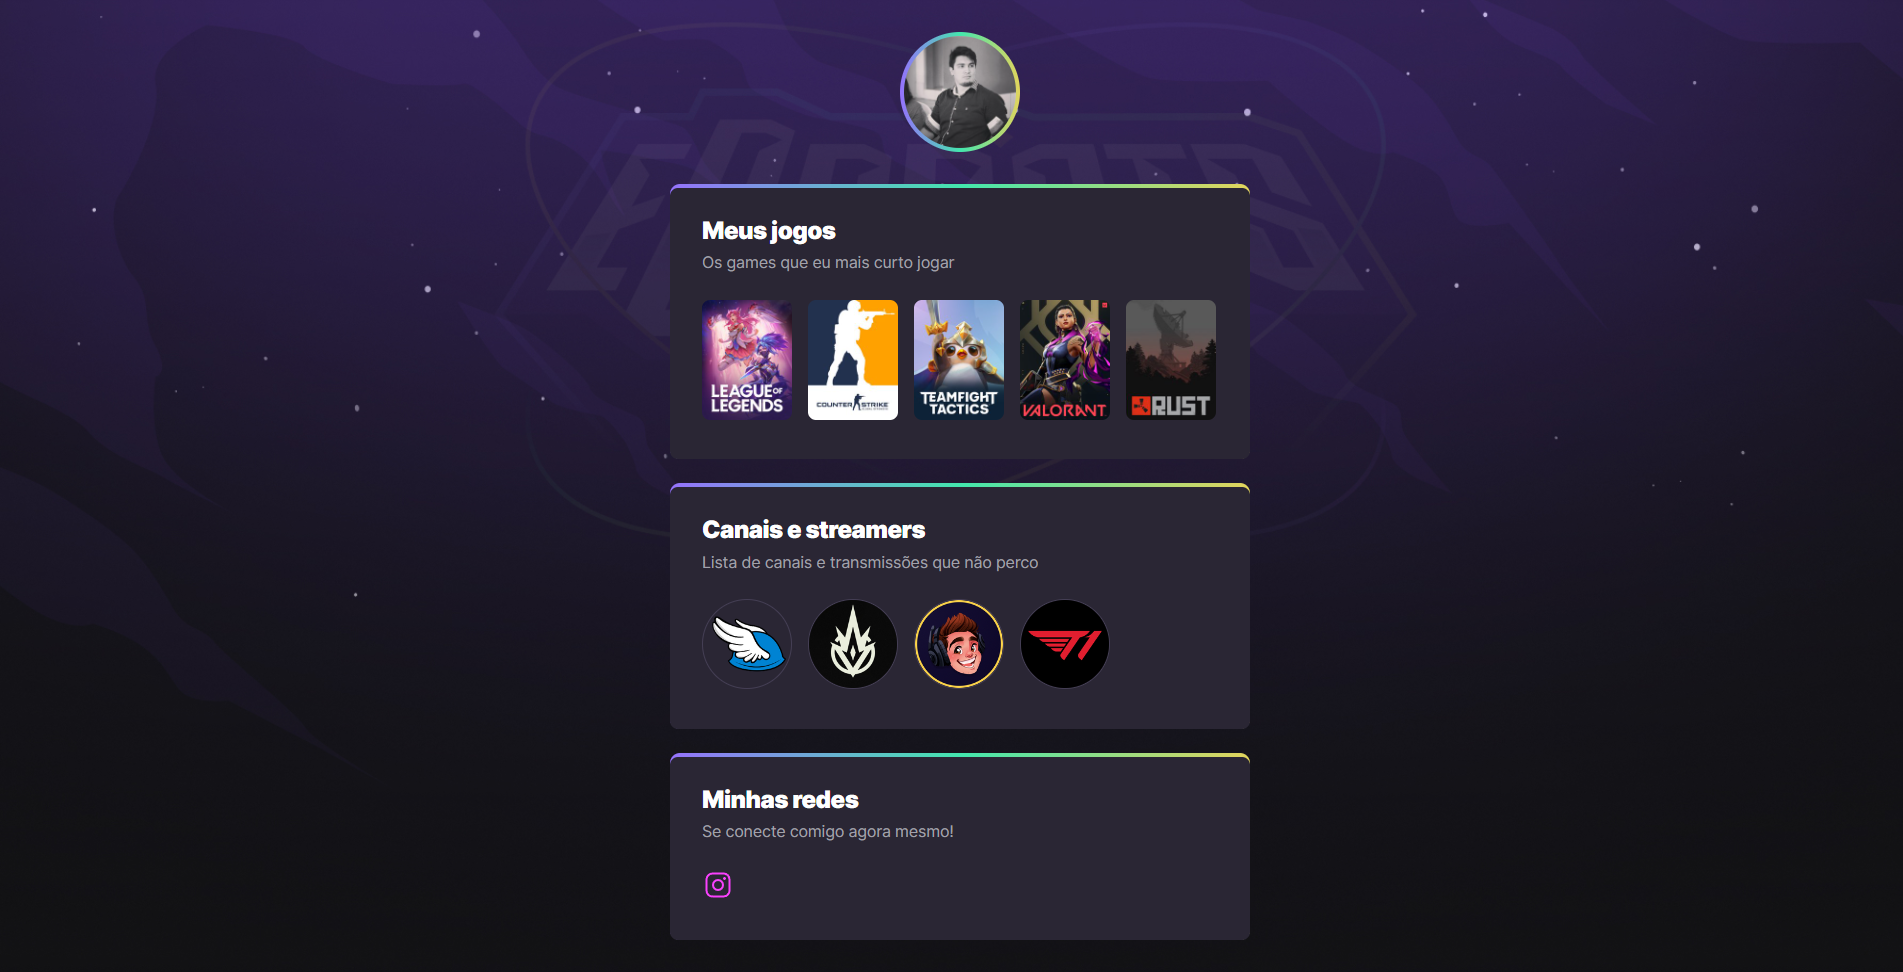 ESPORTS
Meus jogos
Os games que eu mais curto jogar
LEAGUE OF
LEGENDS
COUNTER STRIKE
TEAMFIGHT
TACTICS
VALORANT
RUST
Canais e streamers
Lista de canais e transmissões que não perco
T1
Minhas redes
Se conecte comigo agora mesmo!